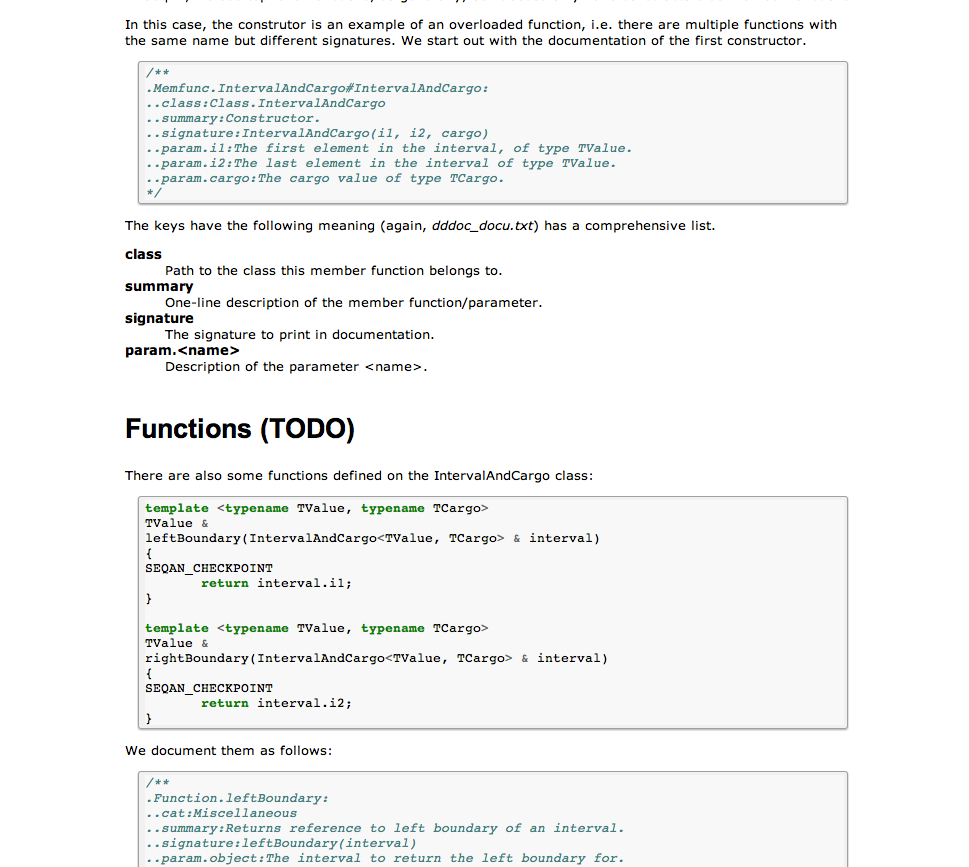 In this case, the construtor is an example of an overloaded function, i.e. there are multiple functions with
the same name but different signatures. We start out with the documentation of the first constructor.
/**
.Memfunc.IntervalAndCargo#IntervalAndCargo:
..class:Class.IntervalAndCargo
..summary:Constructor.
..signature:IntervalAndCargo(i1, i2, cargo)
..param.i1:The first element in the interval, of type TValue.
..param.i2:The last element in the interval of type TValue.
..param.cargo:The cargo value of type TCargo.
*/
The keys have the following meaning (again, dddoc_docu.txt) has a comprehensive list.
class
Path to the class this member function belongs to.
summary
One-line description of the member function/parameter.
signature
The signature to print in documentation.
param.<name>
Description of the parameter <name>.
Functions (TODO)
There are also some functions defined on the IntervalAndCargo class:
template <typename TValue, typename TCargo>
TValue &
leftBoundary(IntervalAndCargo<TValue, TCargo> & interval)
{
SEQAN_CHECKPOINT
return interval.i1;
}
template <typename TValue, typename TCargo>
TValue &
rightBoundary(IntervalAndCargo<TValue, TCargo> & interval)
{
SEQAN_CHECKPOINT
return interval.i2;
}
We document them as follows:
/**
.Function.leftBoundary:
..cat:Miscellaneous
..summary:Returns reference to left boundary of an interval.
..signature:leftBoundary(interval)
..param.object:The interval to return the left boundary for.